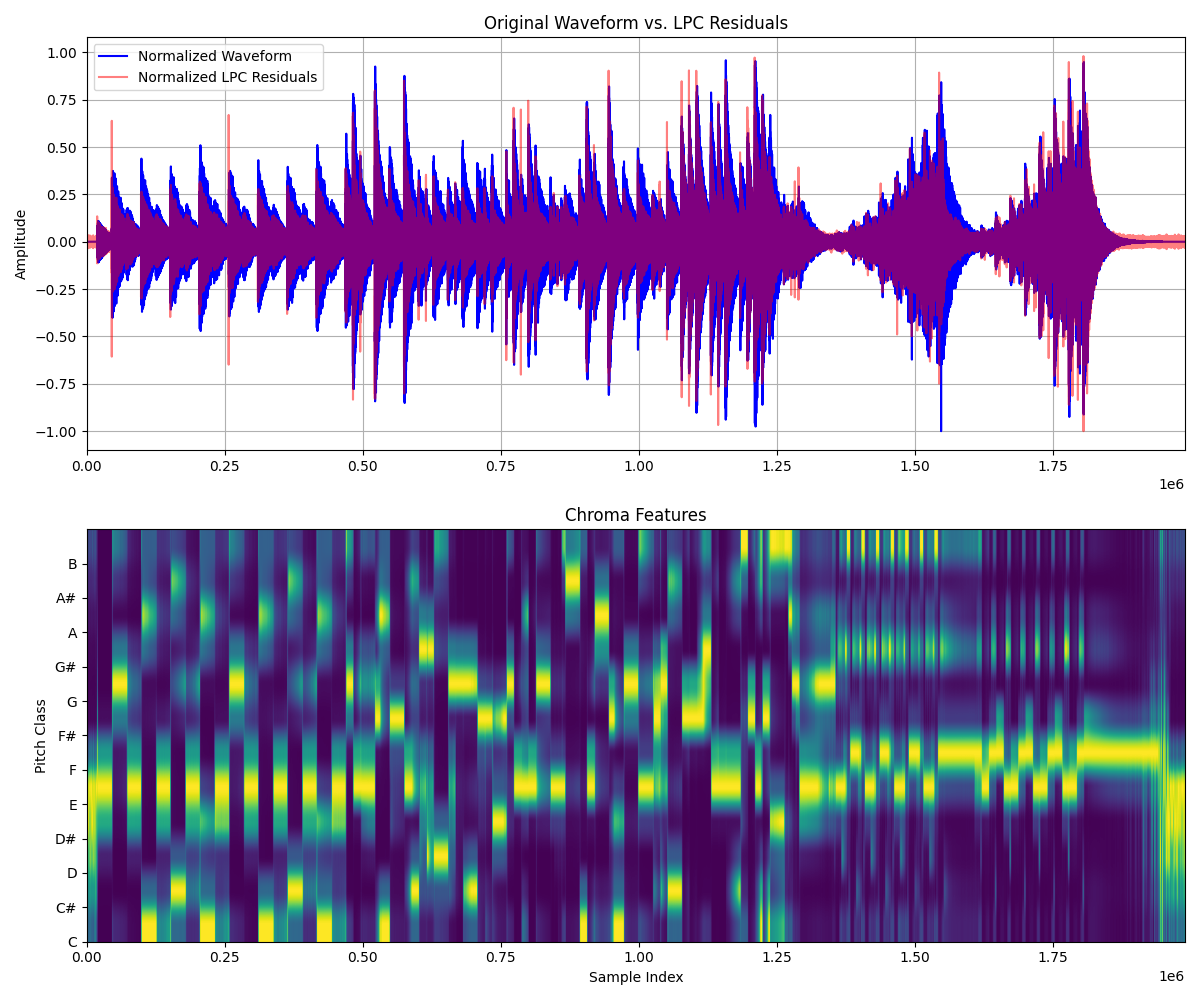 Original Waveform vs. LPC Residuals
Normalized Waveform
Normalized LPC Residuals
Amplitude
1.00
0.75
0.50
0.25
0.00
−0.25
−0.50
−0.75
−1.00
0.00 0.25 0.50 0.75 1.00 1.25 1.50 1.75
1e6
Chroma Features
Pitch Class
B
A#
A
G#
G
F#
F
E
D#
D
C#
C
0.00 0.25 0.50 0.75 1.00 1.25 1.50 1.75
Sample Index
1e6